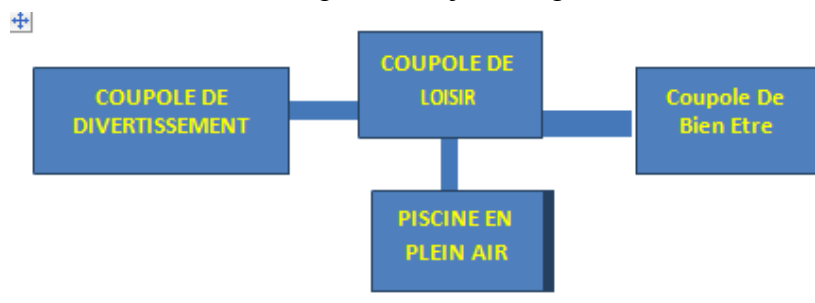 COUPOLE DE
DIVERTISSEMENT
COUPOLE DE
LOISIR
Coupole De
Bien Etre
PISCINE EN
PLEIN AIR